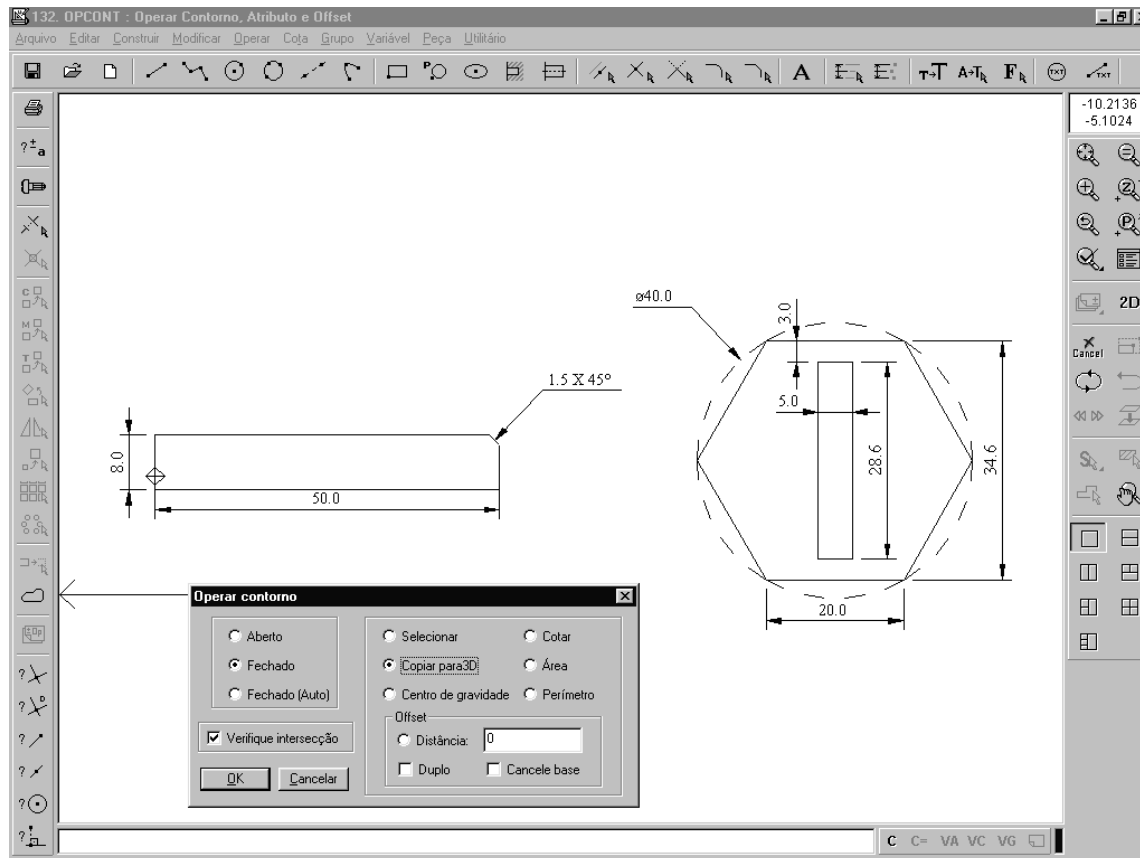 132. OPCONT : Operar Contorno, Atributo e Offset
Arquivo Editar Construir Modificar Operar Cota Grupo Variável Peça Utilitário
A T→T A→T F TXT TXT
-10.2136
-5.1024
?±a
C
M
T
Z
P
2D
Cancel
S
±Op
ø40.0
3.0
1.5 X 45°
5.0
8.0
28.6
34.6
50.0
20.0
Operar contorno
Aberto
Fechado
Fechado (Auto)
Verifique intersecção
OK Cancelar
Selecionar Cotar
Copiar para3D Área
Centro de gravidade Perímetro
Offset
Distância: 0
Duplo Cancele base
C C= VA VC VG